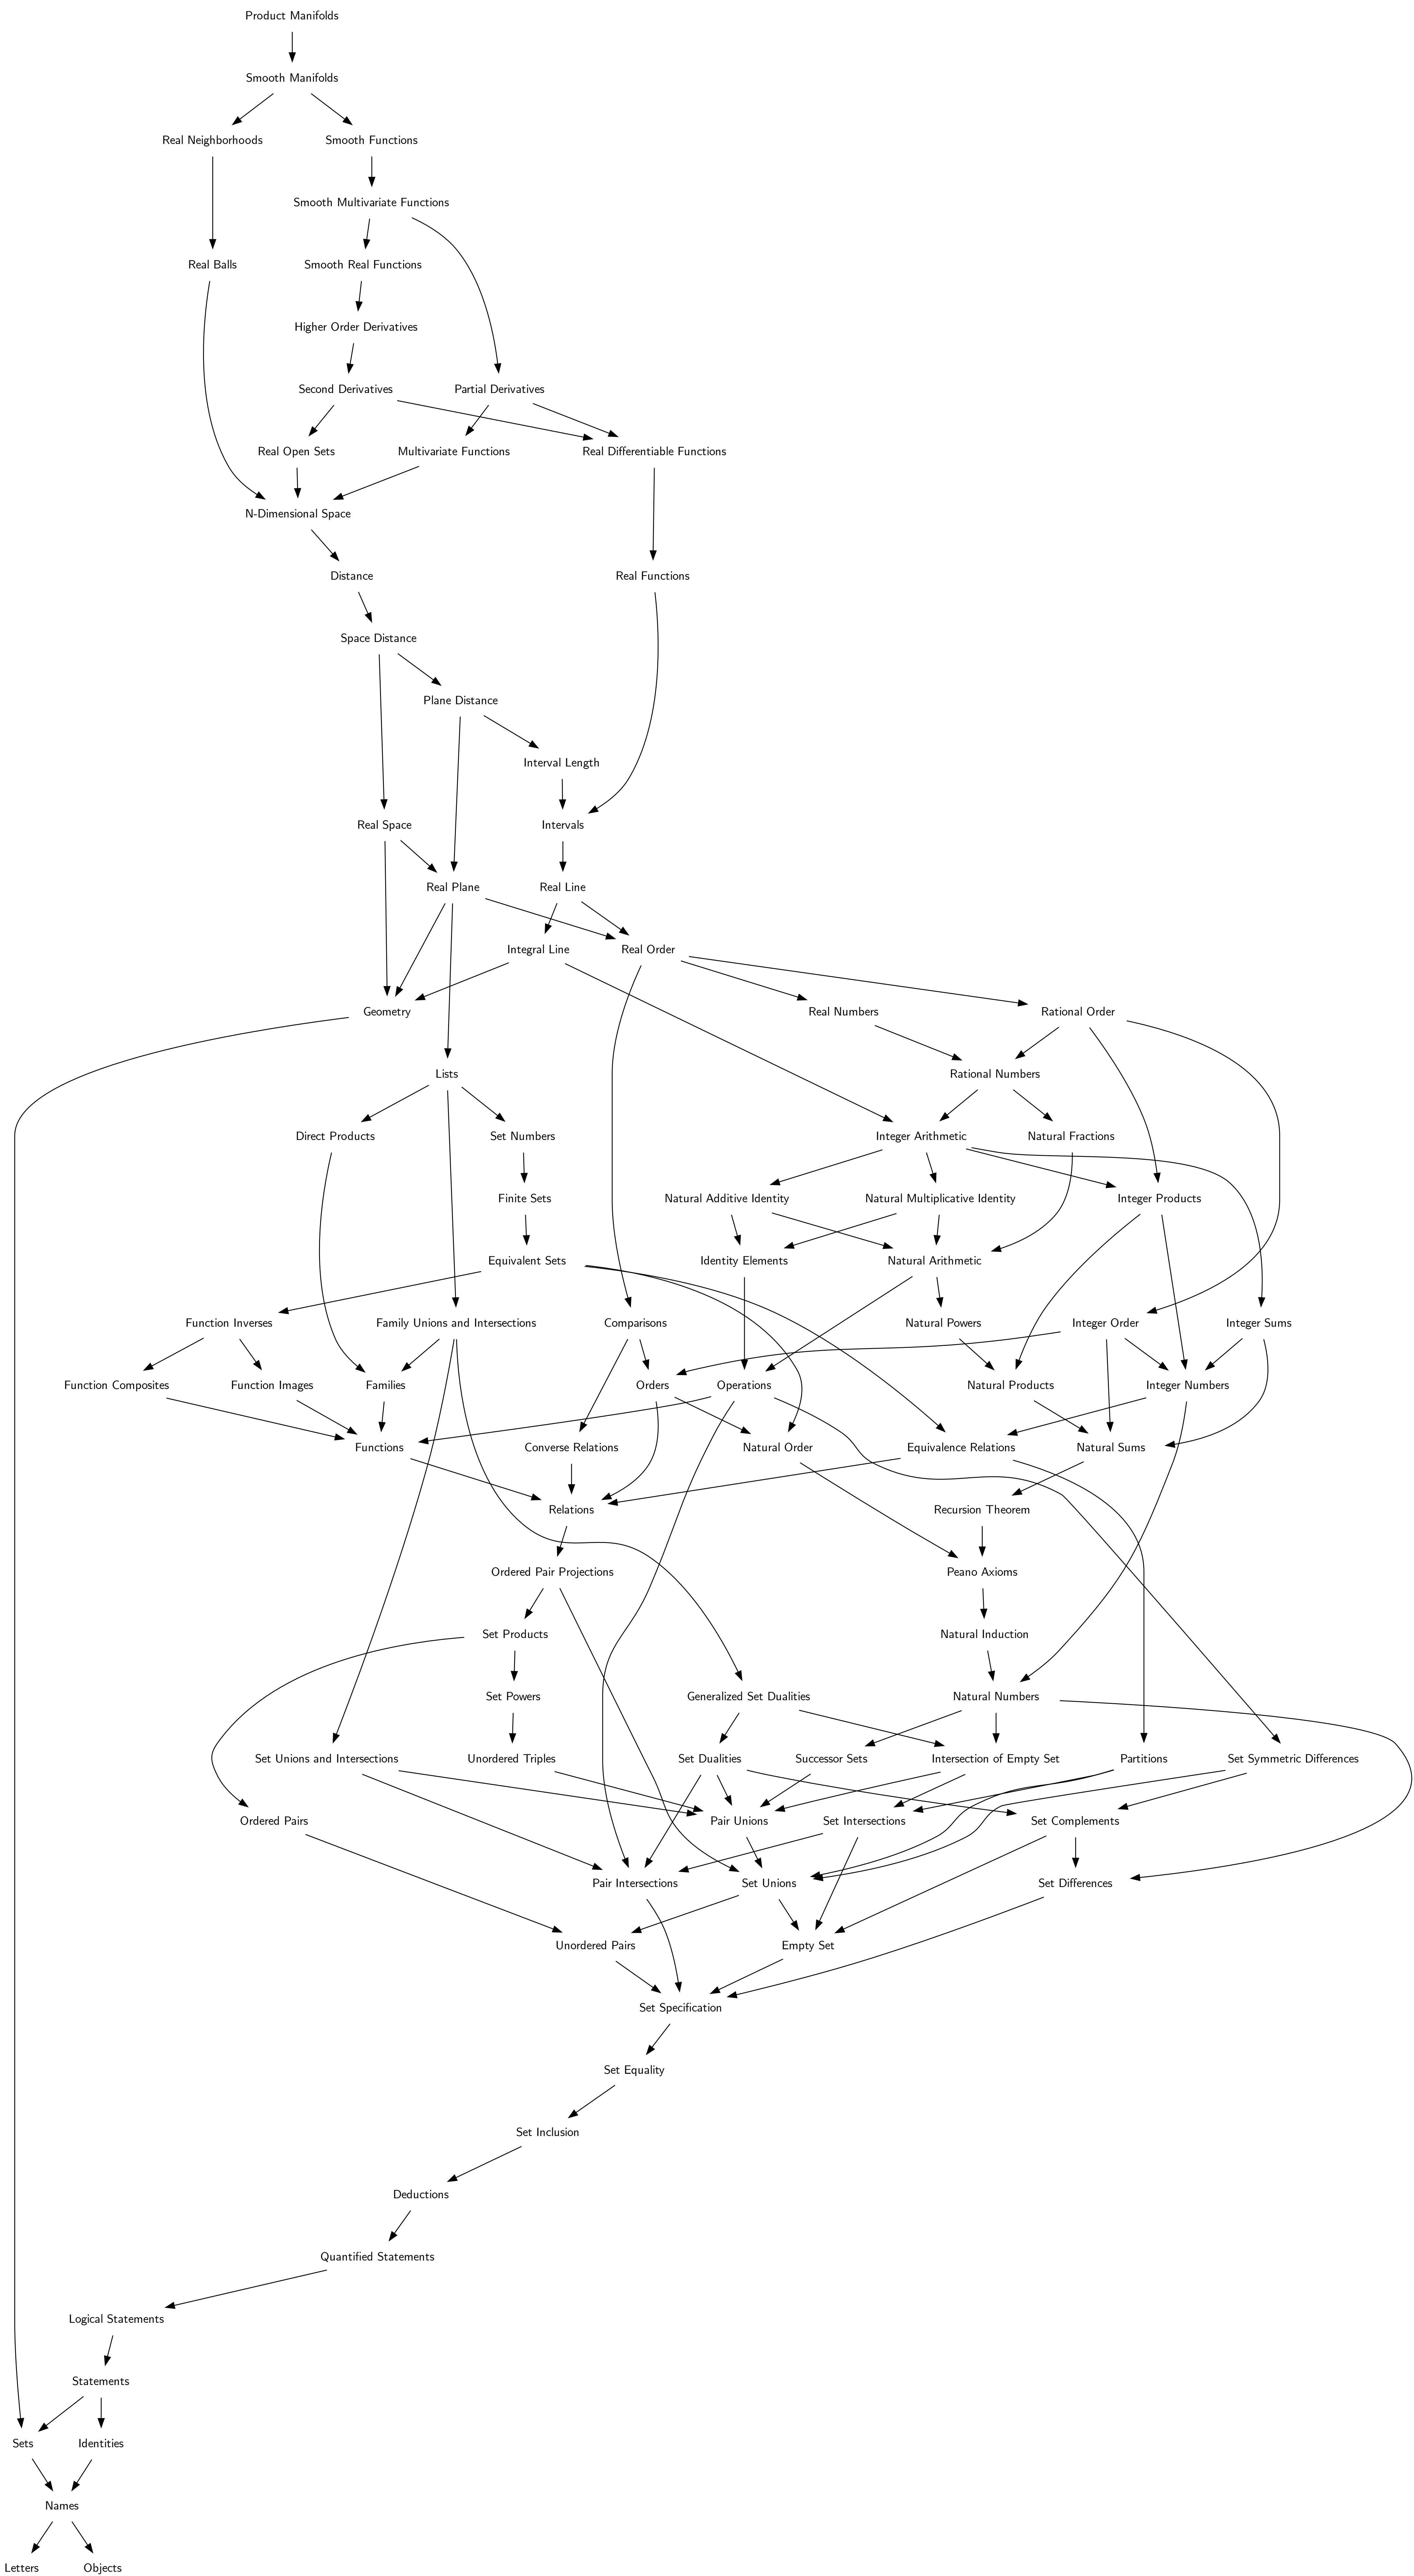 Product Manifolds
Smooth Manifolds
Real Neighborhoods
Smooth Functions
Smooth Multivariate Functions
Real Balls
Smooth Real Functions
Higher Order Derivatives
Second Derivatives
Partial Derivatives
Real Open Sets
Multivariate Functions
Real Differentiable Functions
N-Dimensional Space
Distance
Real Functions
Space Distance
Plane Distance
Interval Length
Real Space
Intervals
Real Plane
Real Line
Integral Line
Real Order
Geometry
Real Numbers
Rational Order
Lists
Rational Numbers
Direct Products
Set Numbers
Integer Arithmetic
Natural Fractions
Finite Sets
Natural Additive Identity
Natural Multiplicative Identity
Integer Products
Equivalent Sets
Identity Elements
Natural Arithmetic
Function Inverses
Family Unions and Intersections
Comparisons
Natural Powers
Integer Order
Integer Sums
Function Composites
Function Images
Families
Orders
Operations
Natural Products
Integer Numbers
Functions
Converse Relations
Natural Order
Equivalence Relations
Natural Sums
Relations
Recursion Theorem
Ordered Pair Projections
Peano Axioms
Set Products
Natural Induction
Set Powers
Generalized Set Dualities
Natural Numbers
Set Unions and Intersections
Unordered Triples
Set Dualities
Successor Sets
Intersection of Empty Set
Partitions
Set Symmetric Differences
Ordered Pairs
Pair Unions
Set Intersections
Set Complements
Pair Intersections
Set Unions
Set Differences
Unordered Pairs
Empty Set
Set Specification
Set Equality
Set Inclusion
Deductions
Quantified Statements
Logical Statements
Statements
Sets
Identities
Names
Letters
Objects